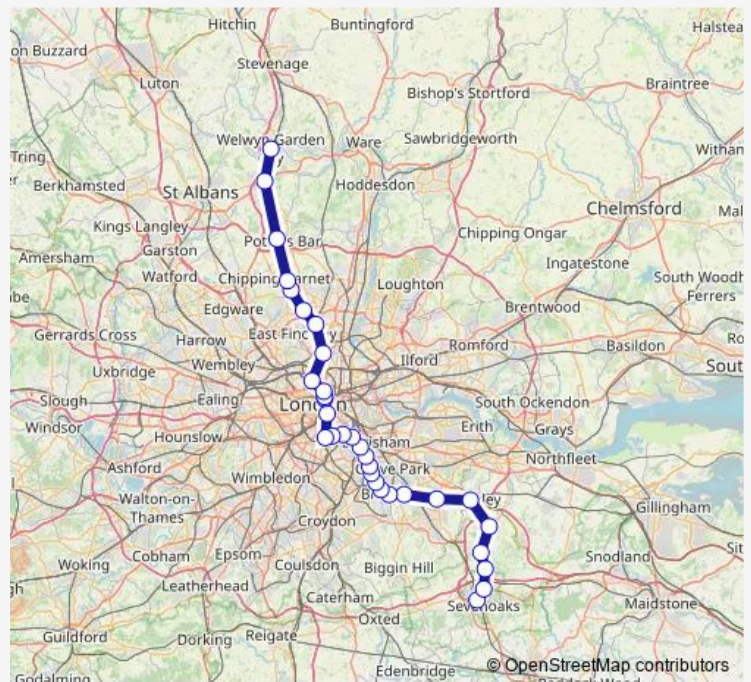 Hitchin
Buntingford
Halstea
on Buzzard
Stevenage
Luton
Braintree
Bishop's Stortford
Welwyn Garden
Ware
Sawbridgeworth
Witham
Tring
Berkhamsted
St Albans
Hoddesdon
Chelmsford
Mal
Kings Langley
Garston
Chipping Ongar
Amersham
Watford
Ingatestone
South Woodh
Loughton
Ferrers
Edgware
Brentwood
Gerrards Cross
Harrow
Romford
Basildon
Ilford
Wembley
Uxbridge
South
Slough
Ealing
South Ockendon
Windsor
Hounslow
Erith
Grays
Ashford
Northfleet
Wimbledon
Walton-on-
Thames
Croydon
Gillingham
Cobham
Epsom
Coulsdon
Biggin Hill
Snodland
Sit
Woking
Leatherhead
Caterham
Maidstone
Oxted
Guildford
Dorking
Reigate
Edenbridge
© OpenStreetMap contributors
Godalming